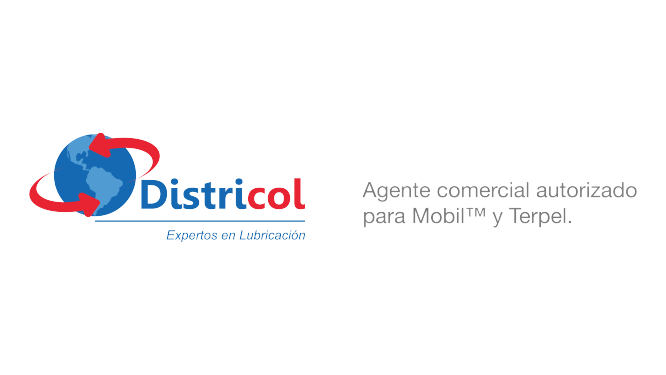 Districol
Expertos en Lubricación
Agente comercial autorizado
para Mobil™ y Terpel.